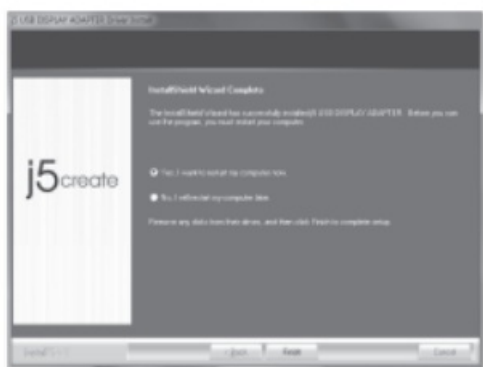 j5 USB DISPLAY ADAPTER Driver Install
InstallShield Wizard Complete
The InstallShield Wizard has successfully installed j5 USB DISPLAY ADAPTER. Before you can
use the program, you must restart your computer.
Yes, I want to restart my computer now.
No, I will restart my computer later.
Remove any disks from their drives, and then click Finish to complete setup.
j5create
InstallShield
< Back
Finish
Cancel